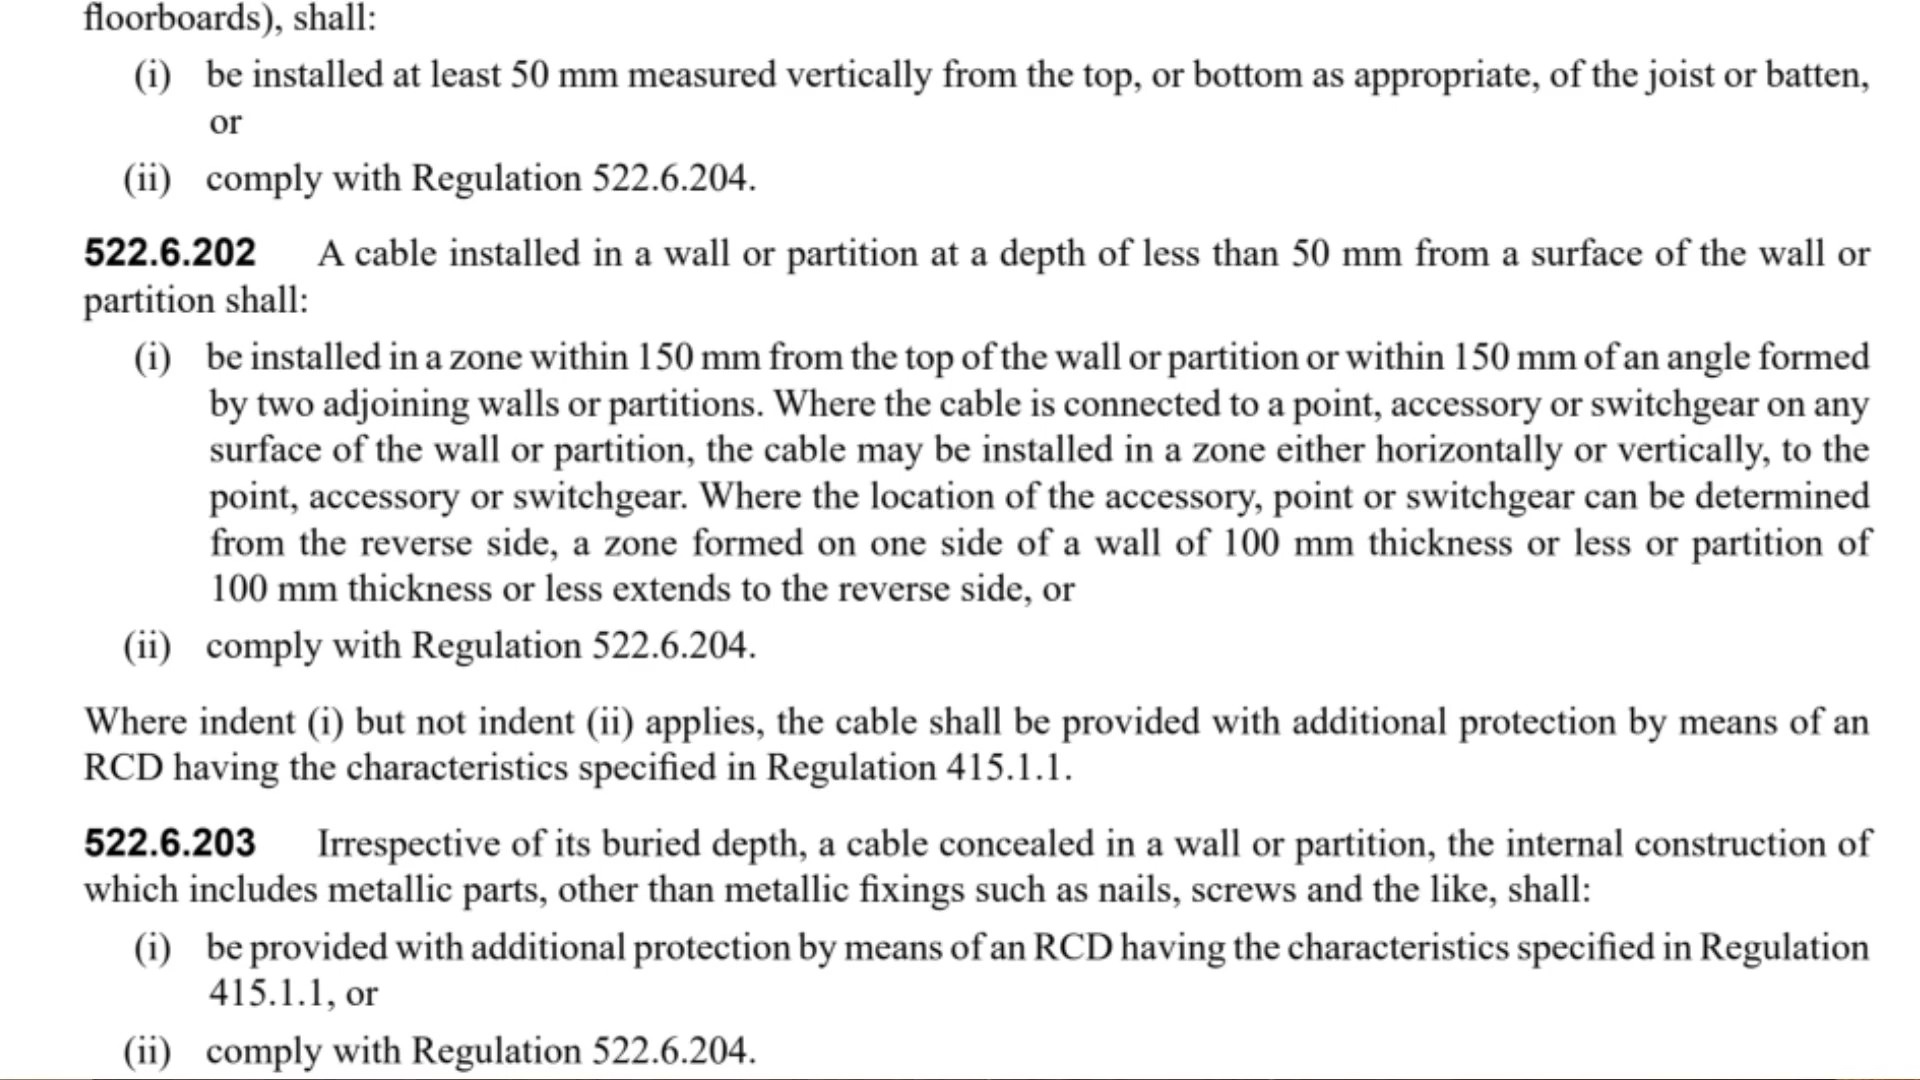 floorboards), shall:
(i) be installed at least 50 mm measured vertically from the top, or bottom as appropriate, of the joist or batten,
or
(ii) comply with Regulation 522.6.204.
522.6.202 A cable installed in a wall or partition at a depth of less than 50 mm from a surface of the wall or
partition shall:
(i) be installed in a zone within 150 mm from the top of the wall or partition or within 150 mm of an angle formed
by two adjoining walls or partitions. Where the cable is connected to a point, accessory or switchgear on any
surface of the wall or partition, the cable may be installed in a zone either horizontally or vertically, to the
point, accessory or switchgear. Where the location of the accessory, point or switchgear can be determined
from the reverse side, a zone formed on one side of a wall of 100 mm thickness or less or partition of
100 mm thickness or less extends to the reverse side, or
(ii) comply with Regulation 522.6.204.
Where indent (i) but not indent (ii) applies, the cable shall be provided with additional protection by means of an
RCD having the characteristics specified in Regulation 415.1.1.
522.6.203 Irrespective of its buried depth, a cable concealed in a wall or partition, the internal construction of
which includes metallic parts, other than metallic fixings such as nails, screws and the like, shall:
(i) be provided with additional protection by means of an RCD having the characteristics specified in Regulation
415.1.1, or
(ii) comply with Regulation 522.6.204.